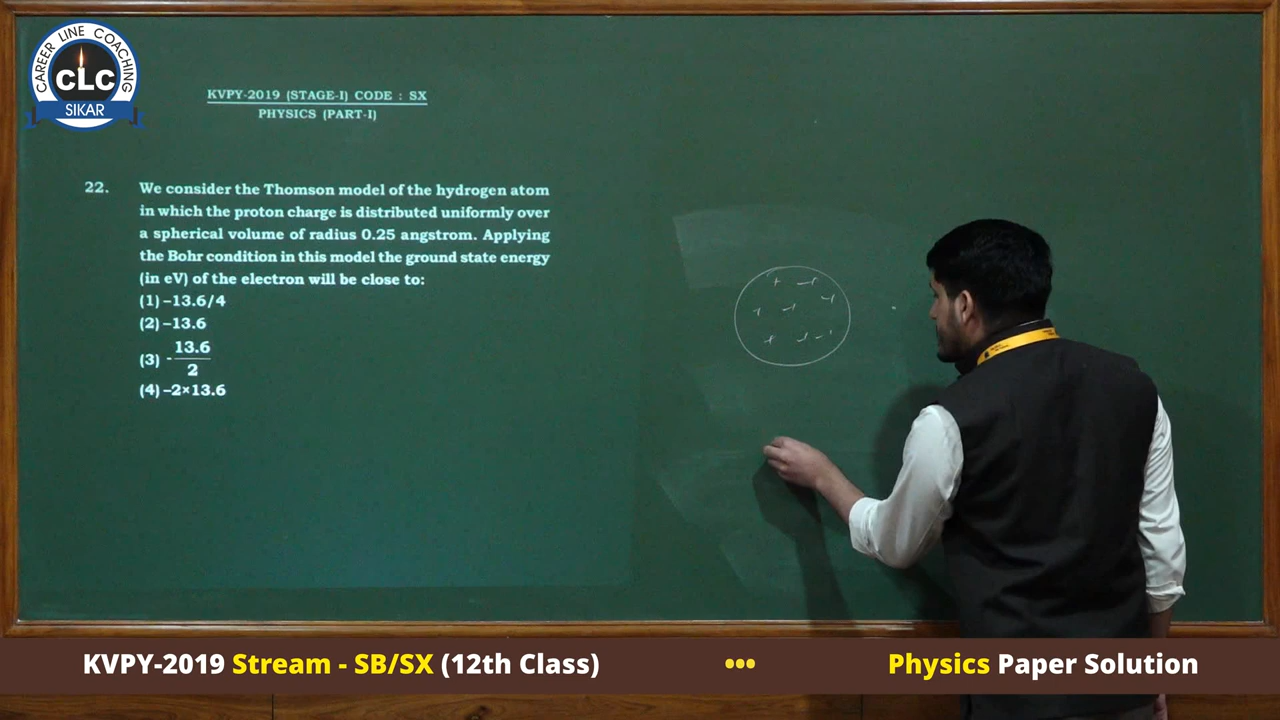 CAREER LINE COACHING
CLC
SIKAR
KVPY-2019 (STAGE-I) CODE : SX
PHYSICS (PART-I)
22. We consider the Thomson model of the hydrogen atom
in which the proton charge is distributed uniformly over
a spherical volume of radius 0.25 angstrom. Applying
the Bohr condition in this model the ground state energy
(in eV) of the electron will be close to:
(1) –13.6/4
(2) –13.6
(3) - 13.6
2
(4) –2×13.6
KVPY-2019 Stream - SB/SX (12th Class) ••• Physics Paper Solution